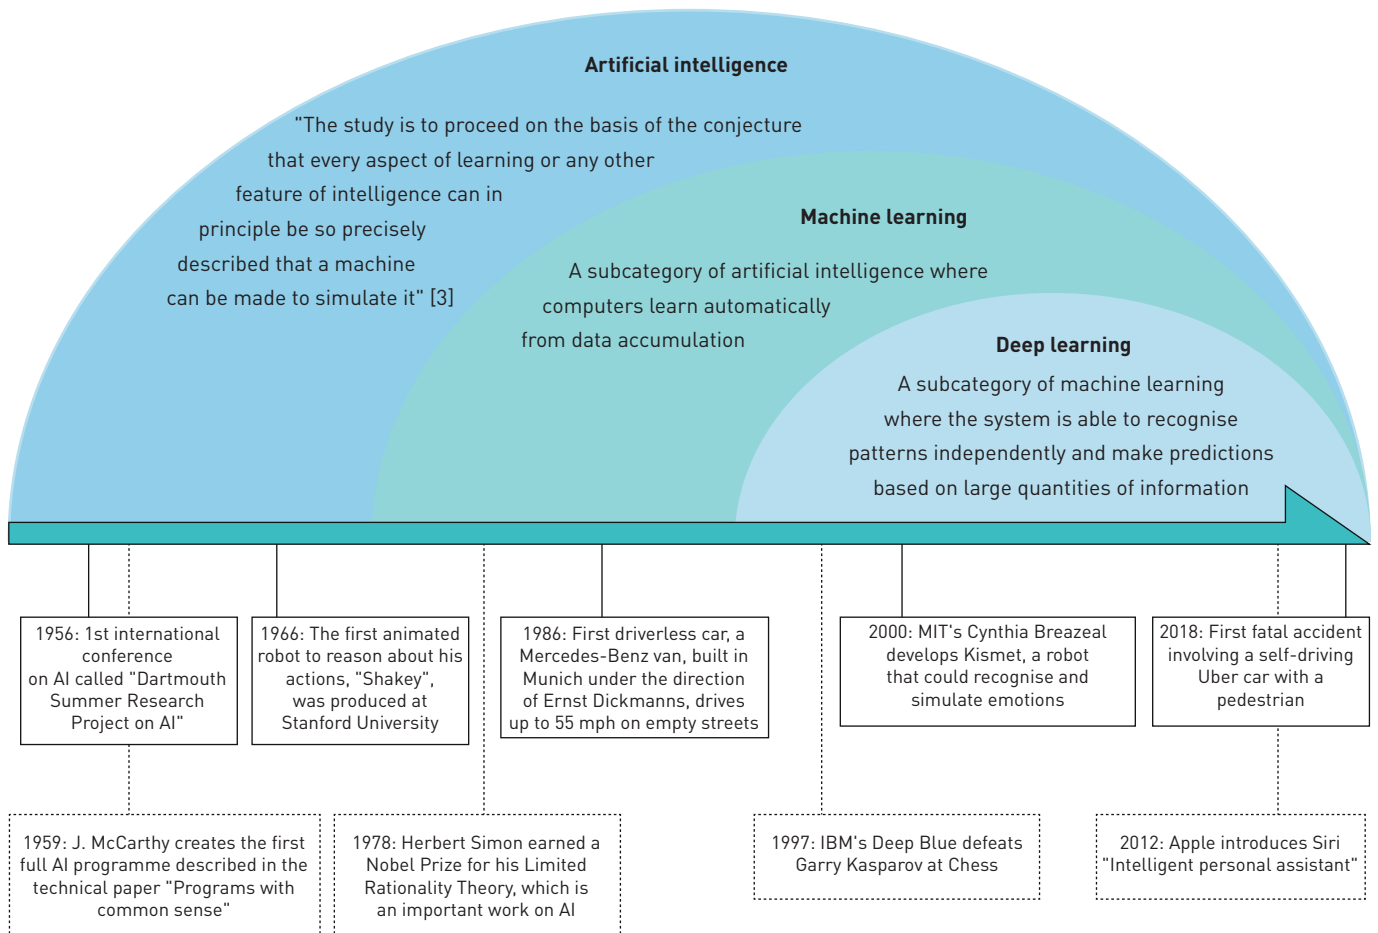 Artificial intelligence
"The study is to proceed on the basis of the conjecture
that every aspect of learning or any other
feature of intelligence can in
principle be so precisely
described that a machine
can be made to simulate it" [3]
Machine learning
A subcategory of artificial intelligence where
computers learn automatically
from data accumulation
Deep learning
A subcategory of machine learning
where the system is able to recognise
patterns independently and make predictions
based on large quantities of information
1956: 1st international
conference
on AI called "Dartmouth
Summer Research
Project on AI"
1966: The first animated
robot to reason about his
actions, "Shakey",
was produced at
Stanford University
1986: First driverless car, a
Mercedes-Benz van, built in
Munich under the direction
of Ernst Dickmanns, drives
up to 55 mph on empty streets
2000: MIT's Cynthia Breazeal
develops Kismet, a robot
that could recognise and
simulate emotions
2018: First fatal accident
involving a self-driving
Uber car with a
pedestrian
1959: J. McCarthy creates the first
full AI programme described in the
technical paper "Programs with
common sense"
1978: Herbert Simon earned a
Nobel Prize for his Limited
Rationality Theory, which is
an important work on AI
1997: IBM's Deep Blue defeats
Garry Kasparov at Chess
2012: Apple introduces Siri
"Intelligent personal assistant"